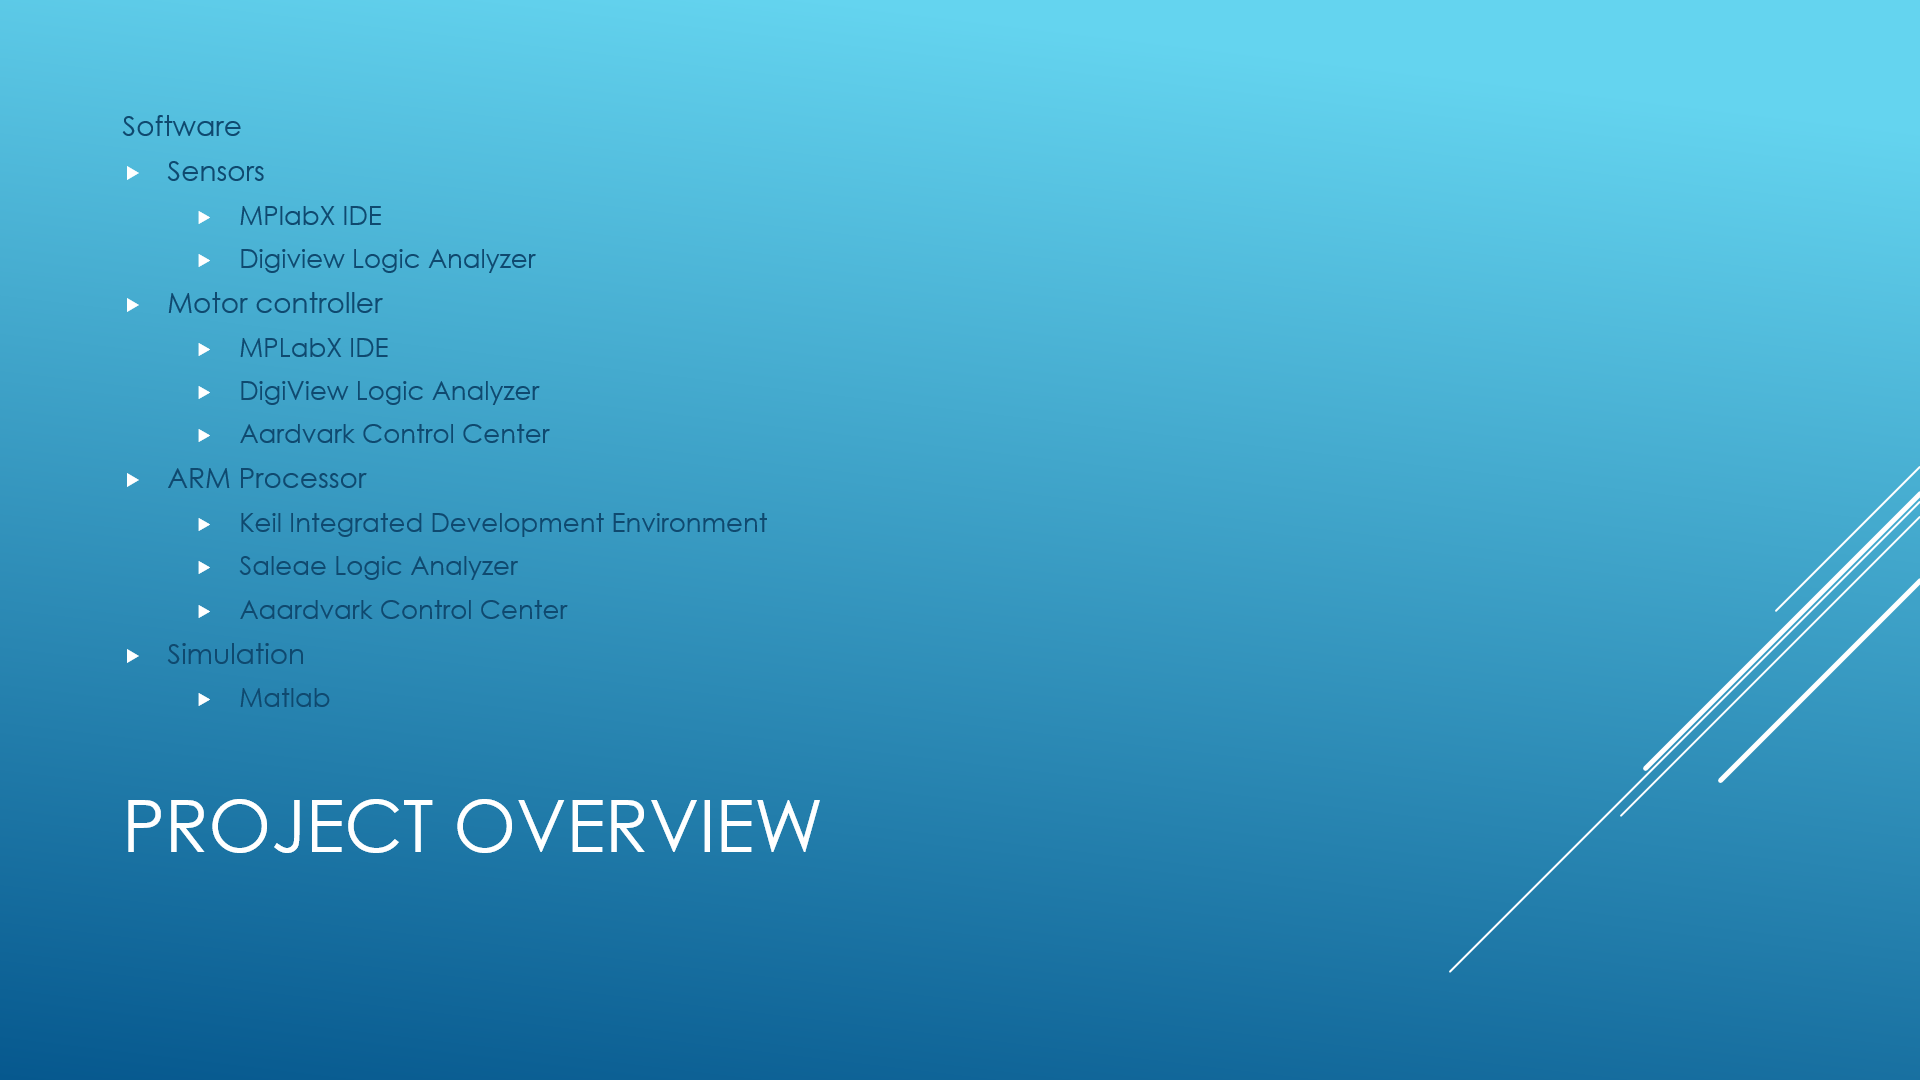 Software
Sensors
MPlabX IDE
Digiview Logic Analyzer
Motor controller
MPLabX IDE
DigiView Logic Analyzer
Aardvark Control Center
ARM Processor
Keil Integrated Development Environment
Saleae Logic Analyzer
Aaardvark Control Center
Simulation
Matlab
PROJECT OVERVIEW